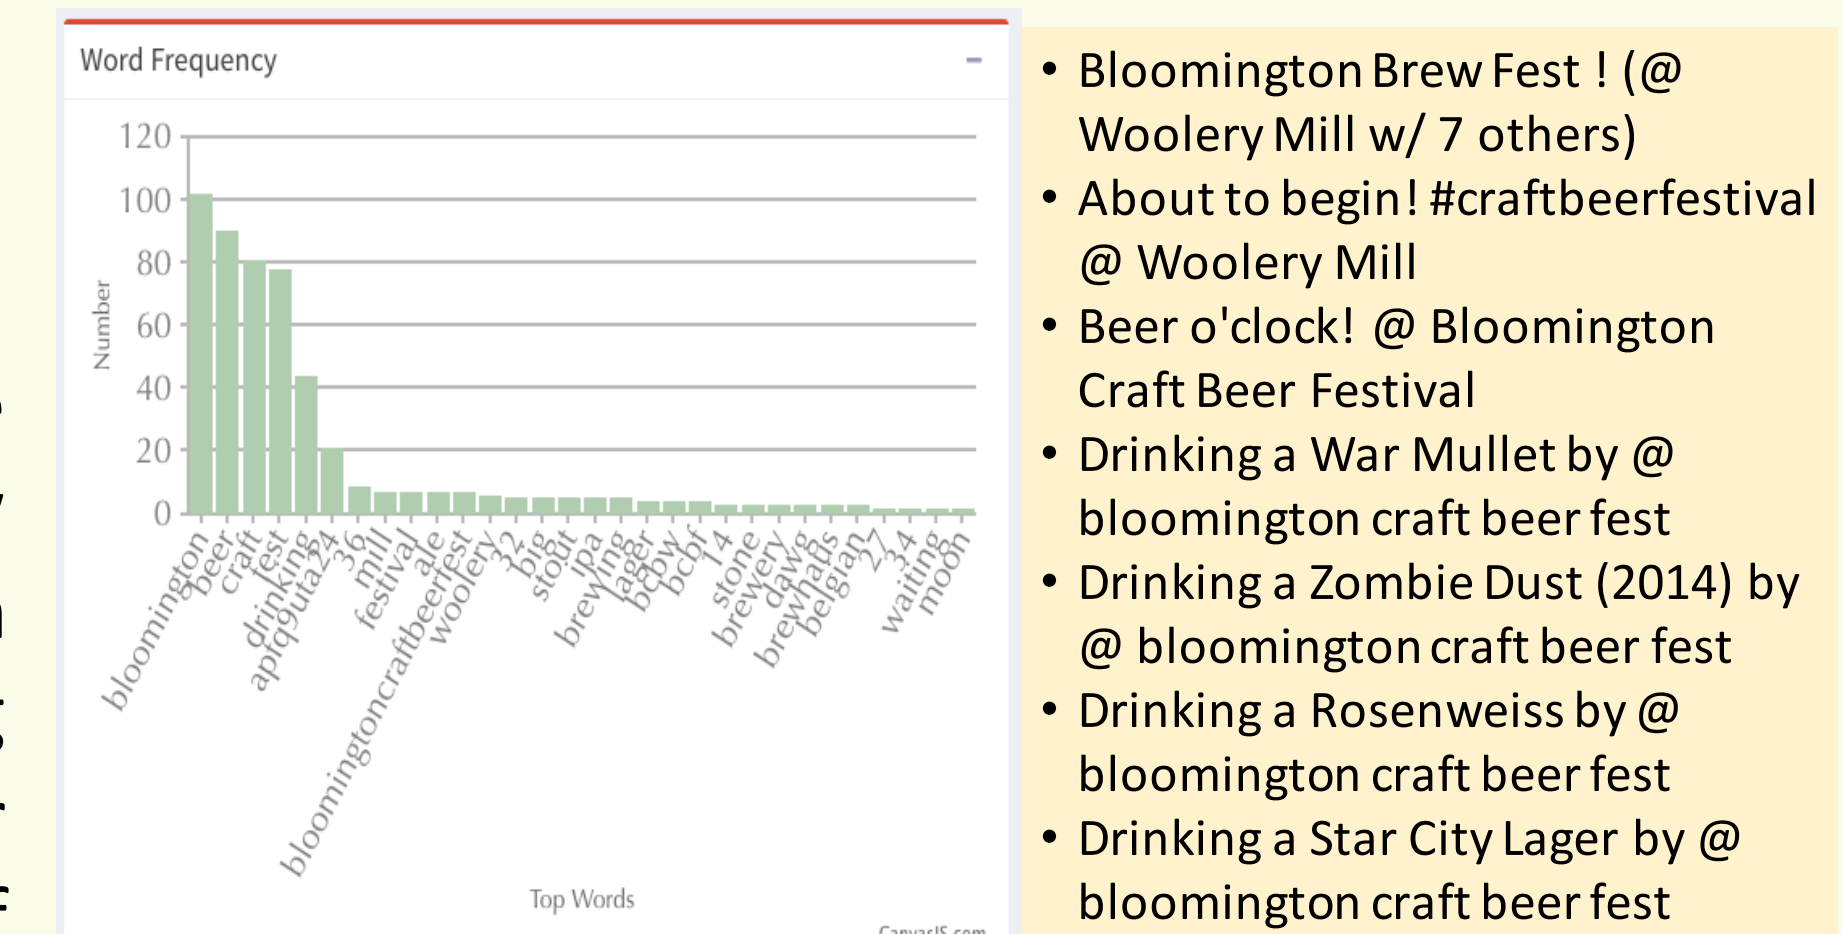 Word Frequency
120
100
80
60
40
20
0
Number
bloomington
beer
craft
fest
drinking
apfq9uta24
36
mill
festival
ale
bloomingtoncraftbeerfest
woolery
32
big
stout
ipa
brewing
lager
bcbw
bcbf
14
stone
brewery
dawg
brewhaus
belgian
27
34
waiting
moon
Top Words
CanvasJS.com
• Bloomington Brew Fest ! (@
Woolery Mill w/ 7 others)
• About to begin! #craftbeerfestival
@ Woolery Mill
• Beer o'clock! @ Bloomington
Craft Beer Festival
• Drinking a War Mullet by @
bloomington craft beer fest
• Drinking a Zombie Dust (2014) by
@ bloomington craft beer fest
• Drinking a Rosenweiss by @
bloomington craft beer fest
• Drinking a Star City Lager by @
bloomington craft beer fest